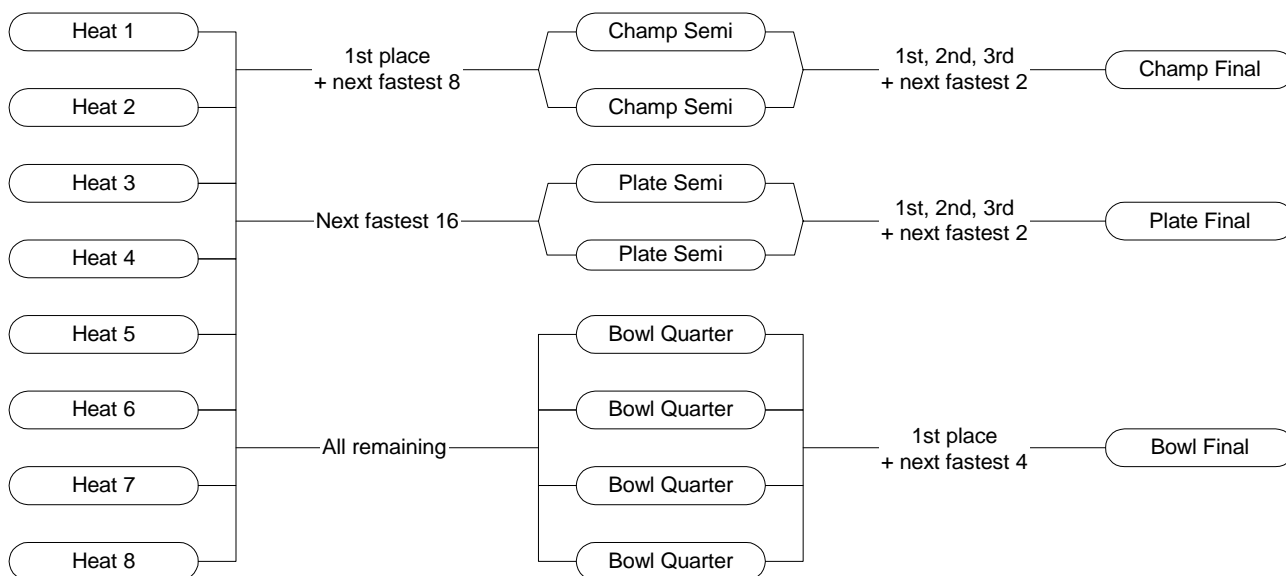 Heat 1
Heat 2
Heat 3
Heat 4
Heat 5
Heat 6
Heat 7
Heat 8
1st place
+ next fastest 8
Next fastest 16
All remaining
Champ Semi
Champ Semi
Plate Semi
Plate Semi
Bowl Quarter
Bowl Quarter
Bowl Quarter
Bowl Quarter
1st, 2nd, 3rd
+ next fastest 2
1st, 2nd, 3rd
+ next fastest 2
1st place
+ next fastest 4
Champ Final
Plate Final
Bowl Final